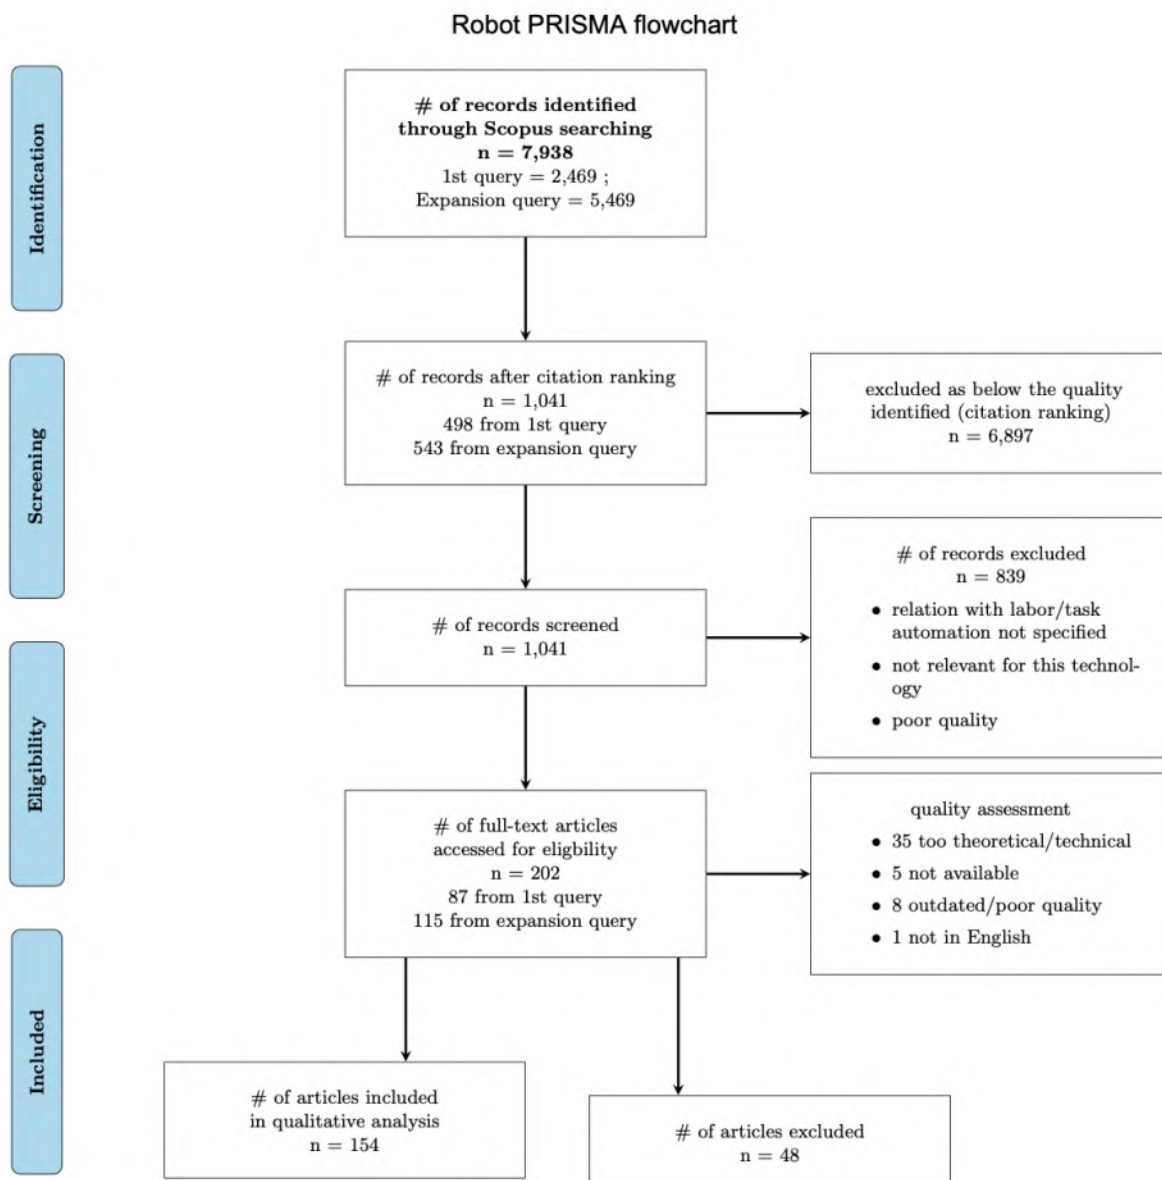 Robot PRISMA flowchart
Identification
# of records identified
through Scopus searching
n = 7,938
1st query = 2,469 ;
Expansion query = 5,469
Screening
# of records after citation ranking
n = 1,041
498 from 1st query
543 from expansion query
excluded as below the quality
identified (citation ranking)
n = 6,897
# of records screened
n = 1,041
# of records excluded
n = 839
• relation with labor/task
automation not specified
• not relevant for this technol-
ogy
• poor quality
Eligibility
# of full-text articles
accessed for eligbility
n = 202
87 from 1st query
115 from expansion query
quality assessment
• 35 too theoretical/technical
• 5 not available
• 8 outdated/poor quality
• 1 not in English
Included
# of articles included
in qualitative analysis
n = 154
# of articles excluded
n = 48